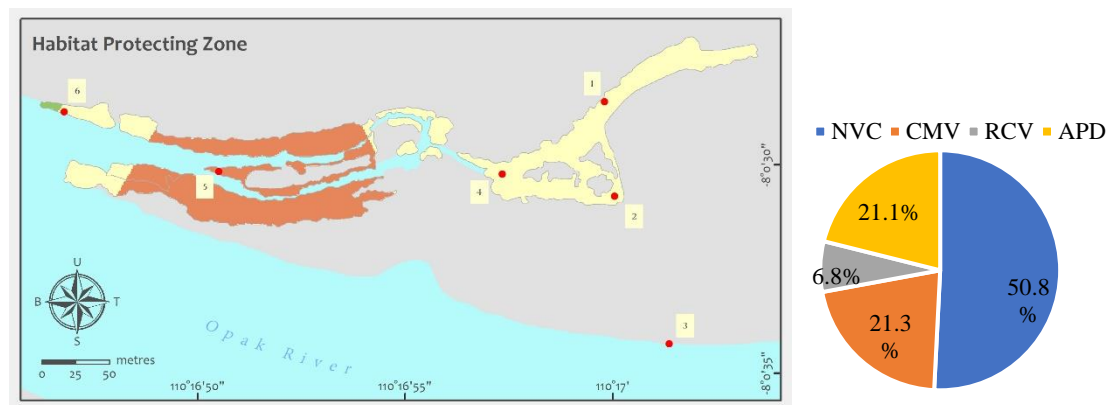 Habitat Protecting Zone
1
6
5
4
2
3
-8°0'30"
-8°0'35"
U
B
T
S
Opak River
metres
0 25 50
110°16'50"
110°16'55"
110°17'
NVC CMV RCV APD
21.1%
6.8%
50.8
%
21.3
%